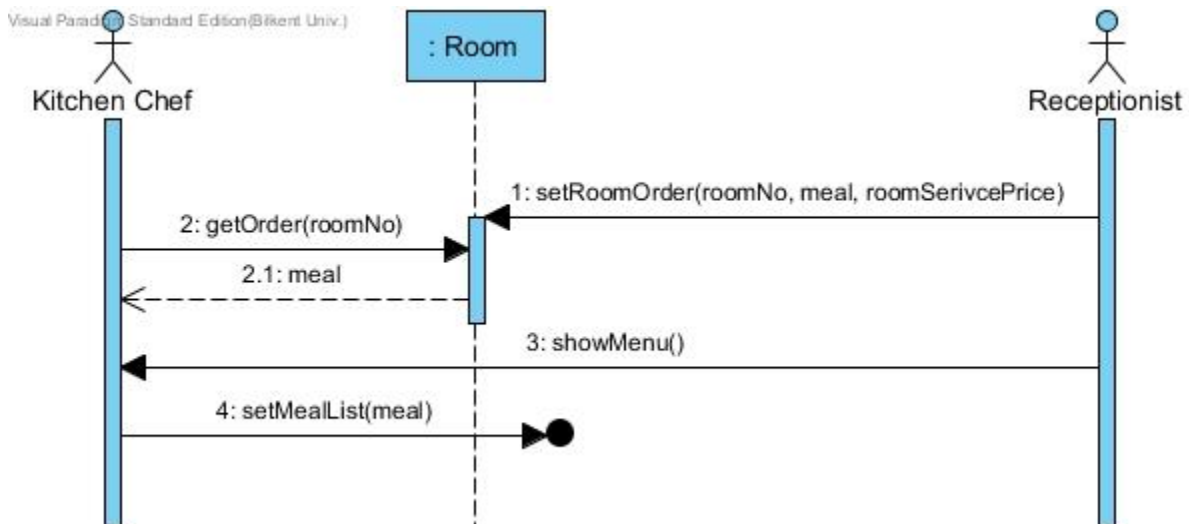 Visual Paradigm Standard Edition(Bilkent Univ.)
: Room
Kitchen Chef
Receptionist
1: setRoomOrder(roomNo, meal, roomSerivcePrice)
2: getOrder(roomNo)
2.1: meal
3: showMenu()
4: setMealList(meal)